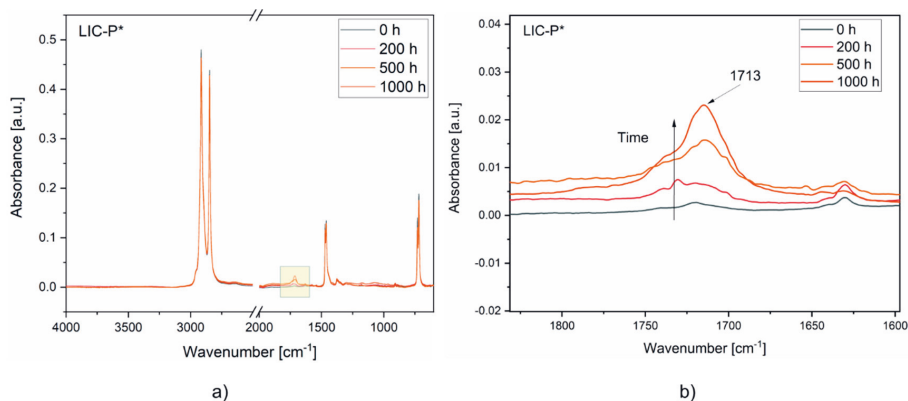 LIC-P*
0 h
200 h
500 h
1000 h
Absorbance [a.u.]
0.5
0.4
0.3
0.2
0.1
0.0
4000 3500 3000 2000 1500 1000
Wavenumber [cm⁻¹]
a)
LIC-P*
0 h
200 h
500 h
1000 h
1713
Time
Absorbance [a.u.]
0.04
0.03
0.02
0.01
0.00
-0.01
-0.02
1800 1750 1700 1650 1600
Wavenumber [cm⁻¹]
b)